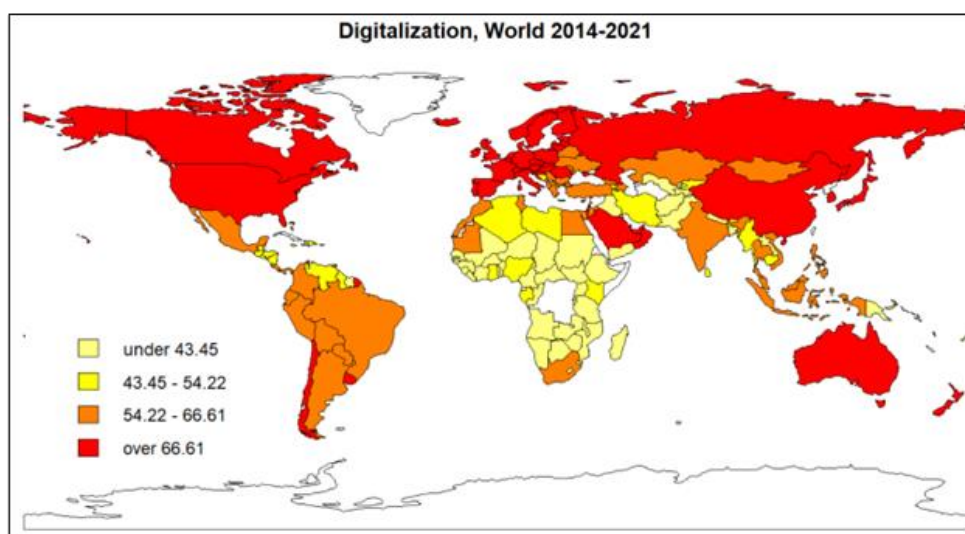 Digitalization, World 2014-2021
under 43.45
43.45 - 54.22
54.22 - 66.61
over 66.61